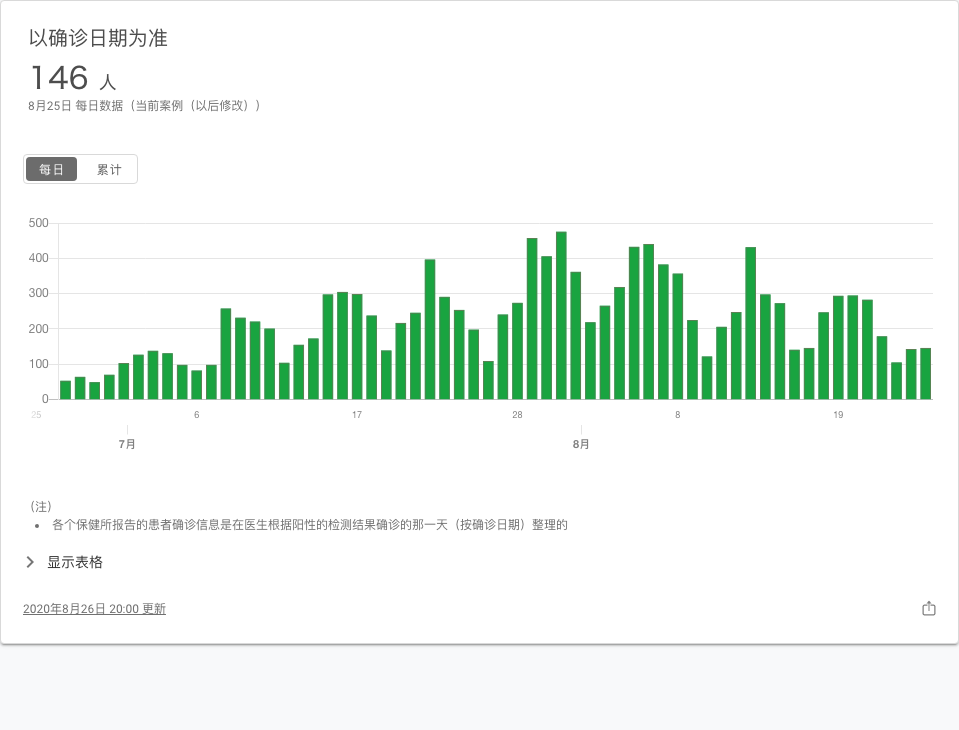 以确诊日期为准
146 人
8月25日 每日数据（当前案例（以后修改））
每日 累计
500
400
300
200
100
0
25 6 17 28 8 19
7月 8月
（注）
• 各个保健所报告的患者确诊信息是在医生根据阳性的检测结果确诊的那一天（按确诊日期）整理的
显示表格
2020年8月26日 20:00 更新